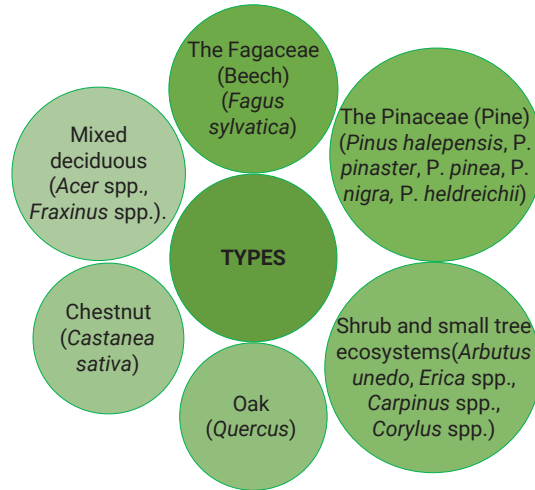 The Fagaceae
(Beech)
(Fagus
sylvatica)
The Pinaceae (Pine)
(Pinus halepensis, P.
pinaster, P. pinea, P.
nigra, P. heldreichii)
Mixed
deciduous
(Acer spp.,
Fraxinus spp.).
TYPES
Chestnut
(Castanea
sativa)
Shrub and small tree
ecosystems(Arbutus
unedo, Erica spp.,
Carpinus spp.,
Corylus spp.)
Oak
(Quercus)